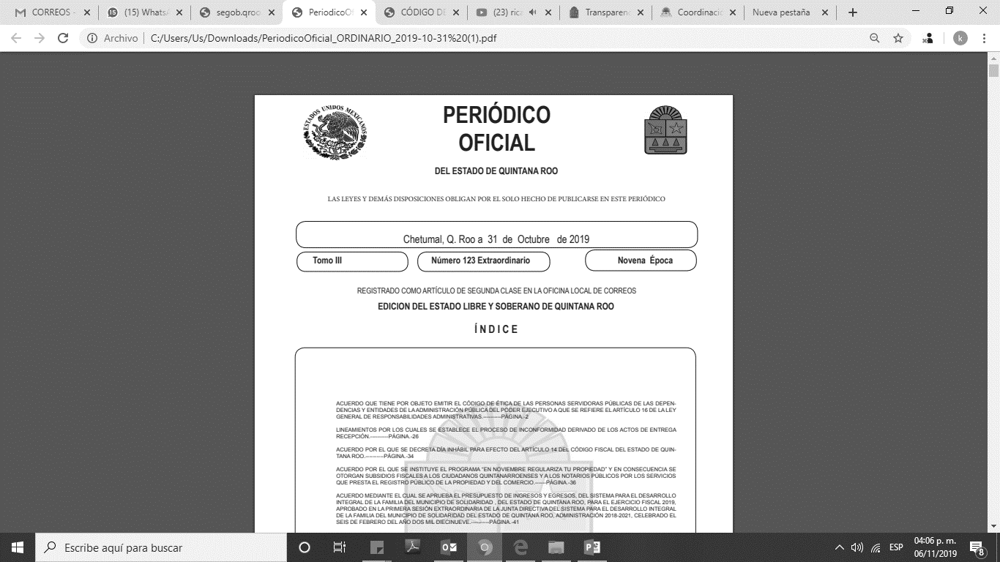 CORREOS -
(15) WhatsA
segob.qroo
PeriodicoOf
CÓDIGO DE
(23) rica
Transparenc
Coordinacio
Nueva pestaña
Archivo
C:/Users/Us/Downloads/PeriodicoOficial_ORDINARIO_2019-10-31%20(1).pdf
k
ESTADOS UNIDOS MEXICANOS
PERIÓDICO
OFICIAL
DEL ESTADO DE QUINTANA ROO
LAS LEYES Y DEMÁS DISPOSICIONES OBLIGAN POR EL SOLO HECHO DE PUBLICARSE EN ESTE PERIÓDICO
Chetumal, Q. Roo a 31 de Octubre de 2019
Tomo III
Número 123 Extraordinario
Novena Época
REGISTRADO COMO ARTÍCULO DE SEGUNDA CLASE EN LA OFICINA LOCAL DE CORREOS
EDICION DEL ESTADO LIBRE Y SOBERANO DE QUINTANA ROO
ÍNDICE
ACUERDO QUE TIENE POR OBJETO EMITIR EL CÓDIGO DE ÉTICA DE LAS PERSONAS SERVIDORAS PÚBLICAS DE LAS DEPEN-
DENCIAS Y ENTIDADES DE LA ADMINISTRACIÓN PÚBLICA DEL PODER EJECUTIVO A QUE SE REFIERE EL ARTÍCULO 16 DE LA LEY
GENERAL DE RESPONSABILIDADES ADMINISTRATIVAS.----------PÁGINA.-2
LINEAMIENTOS POR LOS CUALES SE ESTABLECE EL PROCESO DE INCONFORMIDAD DERIVADO DE LOS ACTOS DE ENTREGA
RECEPCIÓN.----------PÁGINA.-26
ACUERDO POR EL QUE SE DECRETA DÍA INHÁBIL PARA EFECTO DEL ARTÍCULO 14 DEL CÓDIGO FISCAL DEL ESTADO DE QUIN-
TANA ROO.----------PÁGINA.-34
ACUERDO POR EL QUE SE INSTITUYE EL PROGRAMA "EN NOVIEMBRE REGULARIZA TU PROPIEDAD" Y EN CONSECUENCIA SE
OTORGAN SUBSIDIOS FISCALES A LOS CIUDADANOS QUINTANARROENSES Y A LOS NOTARIOS PÚBLICOS POR LOS SERVICIOS
QUE PRESTA EL REGISTRO PÚBLICO DE LA PROPIEDAD Y DEL COMERCIO.------PÁGINA.-36
ACUERDO MEDIANTE EL CUAL SE APRUEBA EL PRESUPUESTO DE INGRESOS Y EGRESOS, DEL SISTEMA PARA EL DESARROLLO
INTEGRAL DE LA FAMILIA DEL MUNICIPIO DE SOLIDARIDAD , DEL ESTADO DE QUINTANA ROO, PARA EL EJERCICIO FISCAL 2019,
APROBADO EN LA PRIMERA SESIÓN EXTRAORDINARIA DE LA JUNTA DIRECTIVA DEL SISTEMA PARA EL DESARROLLO INTEGRAL
DE LA FAMILIA DEL MUNICIPIO DE SOLIDARIDAD DEL ESTADO DE QUINTANA ROO, ADMINISTRACIÓN 2018-2021, CELEBRADO EL
SEIS DE FEBRERO DEL AÑO DOS MIL DIECINUEVE.----------PÁGINA.-41
Escribe aquí para buscar
ESP
04:06 p. m.
06/11/2019
8